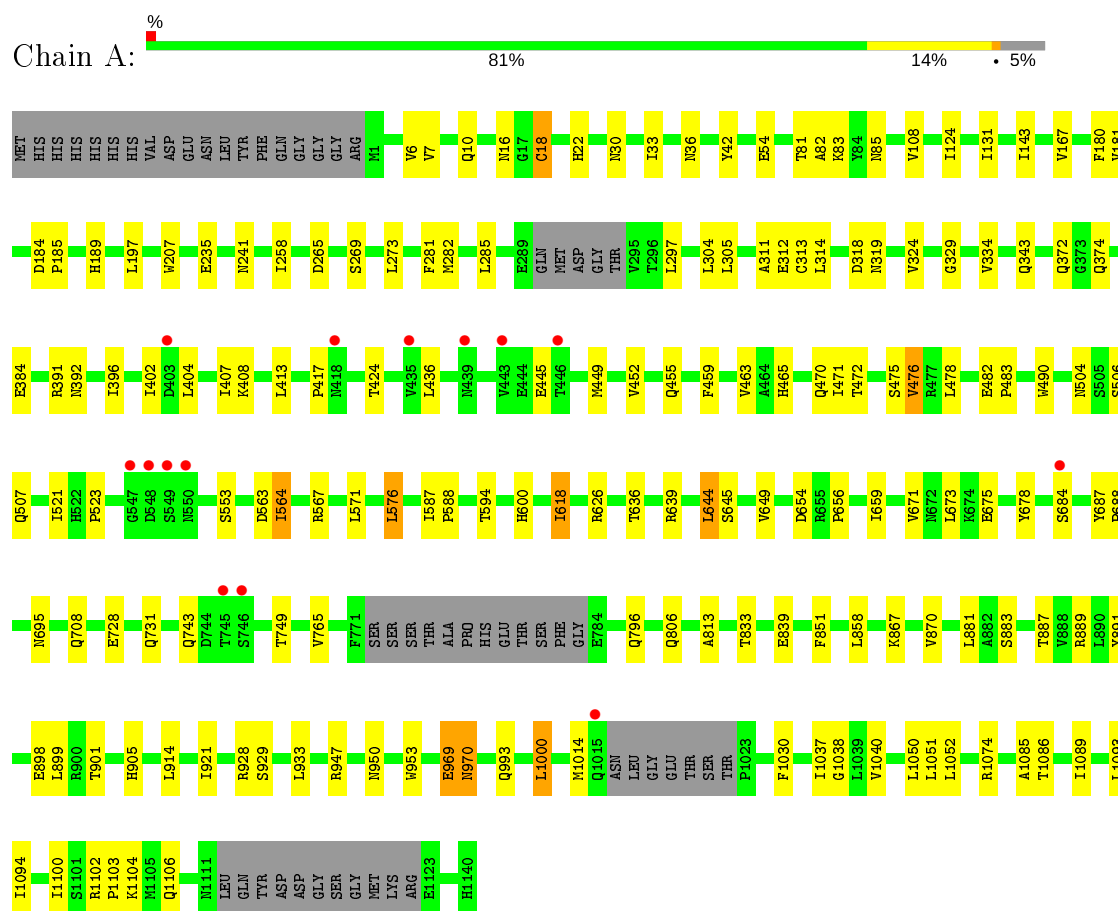 %
Chain A:
81% 14% • 5%
MET HIS HIS HIS HIS HIS HIS VAL ASP GLU ASN LEU TYR PHE GLN GLY GLY GLY ARG M1 V6 V7 Q10 N16 G17 C18 H22 N30 I33 N36 Y42 E54 T81 A82 K83 Y84 N85 V108 I124 I131 I143 V167 F180 V181
D184 P185 H189 L197 W207 E235 N241 I258 D265 S269 L273 F281 M282 L285 E289 GLN MET ASP GLY THR V295 T296 L297 L304 L305 A311 E312 C313 L314 D318 N319 V324 G329 V334 Q343 Q372 G373 Q374
E384 R391 N392 I396 I402 D403 L404 I407 K408 L413 P417 N418 T424 V435 L436 N439 V443 E444 E445 T446 M449 V452 Q455 F459 V463 A464 H465 Q470 I471 T472 S475 V476 R477 L478 E482 P483 W490 N504 S505 S506
Q507 I521 H522 P523 G547 D548 S549 N550 S553 D563 I564 R567 L571 L576 I587 P588 T594 H600 I618 R626 T636 R639 L644 S645 V649 D654 R655 P656 I659 V671 N672 L673 K674 E675 Y678 S684 Y687 P688
N695 Q708 E728 Q731 Q743 D744 T745 S746 T749 V765 F771 SER SER SER THR ALA PRO HIS GLU THR SER PHE GLY E784 Q796 Q806 A813 T833 E839 F851 L858 K867 V870 L881 A882 S883 T887 V888 R889 L890 Y891
E898 L899 R900 T901 H905 L914 I921 R928 S929 L933 R947 N950 W953 E969 N970 Q993 L1000 M1014 Q1015 ASN LEU GLY GLU THR SER THR P1023 F1030 I1037 G1038 L1039 V1040 L1050 L1051 L1052 R1074 A1085 T1086 I1089 L1093
I1094 I1100 S1101 R1102 P1103 K1104 M1105 Q1106 N1111 LEU GLN TYR ASP ASP GLY SER GLY MET LYS ARG E1123 H1140